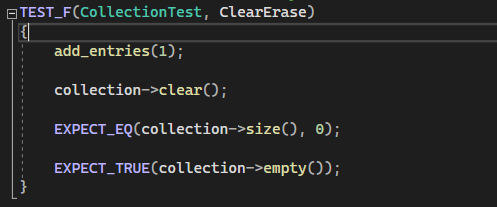 TEST_F(CollectionTest, ClearErase)
{
add_entries(1);
collection->clear();
EXPECT_EQ(collection->size(), 0);
EXPECT_TRUE(collection->empty());
}